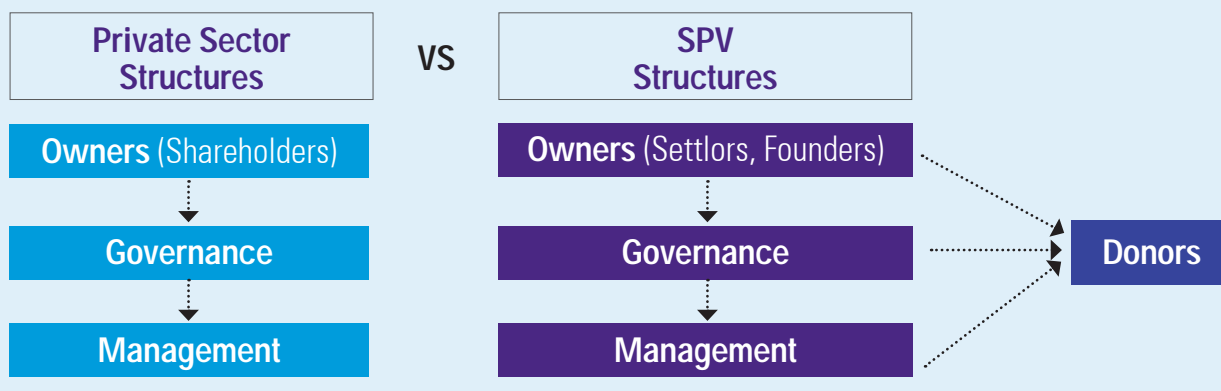 Private Sector
Structures
VS
SPV
Structures
Owners (Shareholders)
Owners (Settlors, Founders)
Governance
Governance
Donors
Management
Management